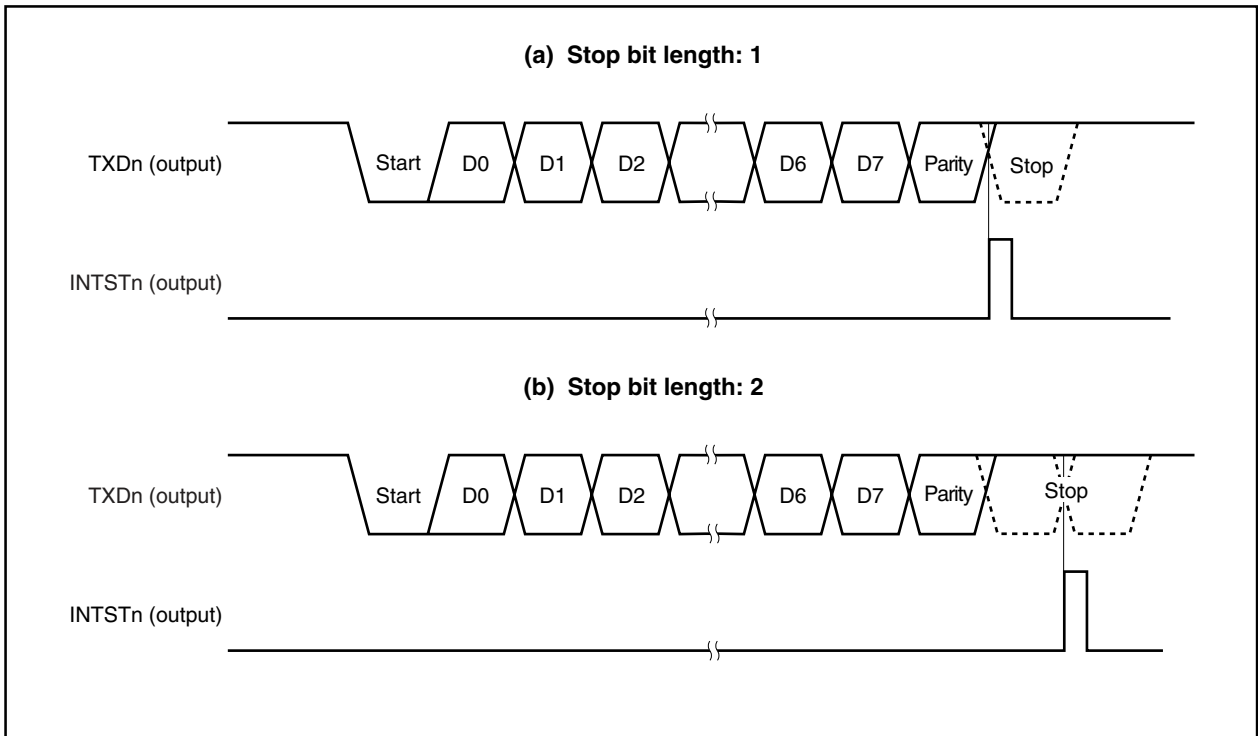 (a) Stop bit length: 1
TXDn (output) Start D0 D1 D2 D6 D7 Parity Stop
INTSTn (output)
(b) Stop bit length: 2
TXDn (output) Start D0 D1 D2 D6 D7 Parity Stop
INTSTn (output)